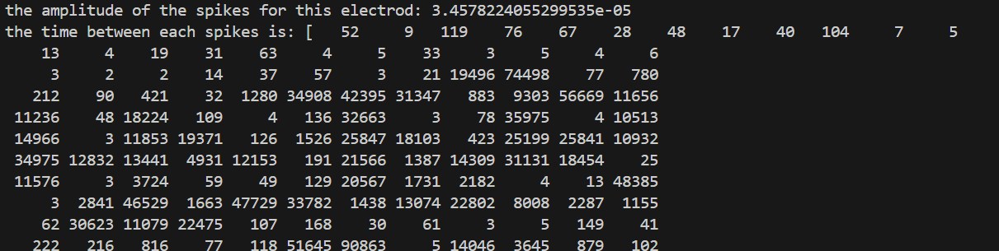 the amplitude of the spikes for this electrod: 3.4578224055299535e-05
the time between each spikes is: [   52     9   119    76    67    28    48    17    40   104     7     5
    13     4    19    31    63     4     5    33     3     5     4     6
     3     2     2    14    37    57     3    21 19496 74498    77   780
   212    90   421    32  1280 34908 42395 31347   883  9303 56669 11656
 11236    48 18224   109     4   136 32663     3    78 35975     4 10513
 14966     3 11853 19371   126  1526 25847 18103   423 25199 25841 10932
 34975 12832 13441  4931 12153   191 21566  1387 14309 31131 18454    25
 11576     3  3724    59    49   129 20567  1731  2182     4    13 48385
     3  2841 46529  1663 47729 33782  1438 13074 22802  8008  2287  1155
    62 30623 11079 22475   107   168    30    61     3     5   149    41
   222   216   816    77   118 51645 90863     5 14046  3645   879   102